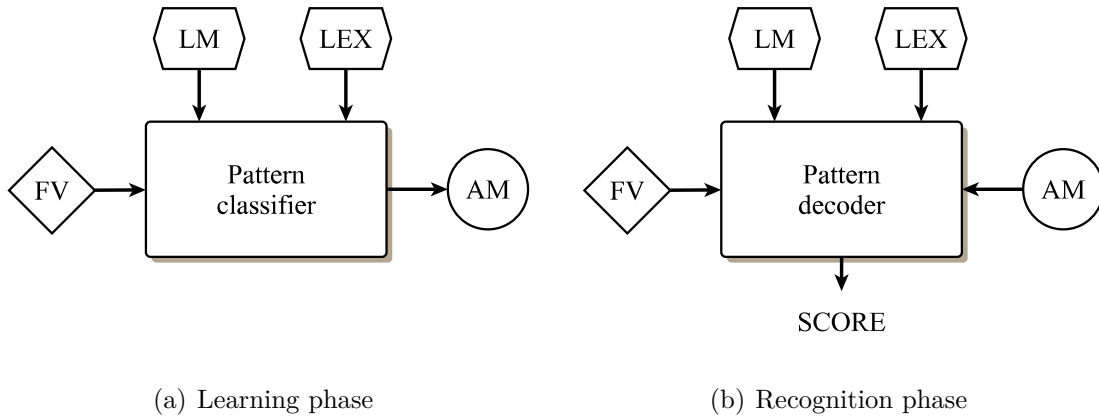 LM
LEX
FV
Pattern
classifier
AM
(a) Learning phase
LM
LEX
FV
Pattern
decoder
AM
SCORE
(b) Recognition phase